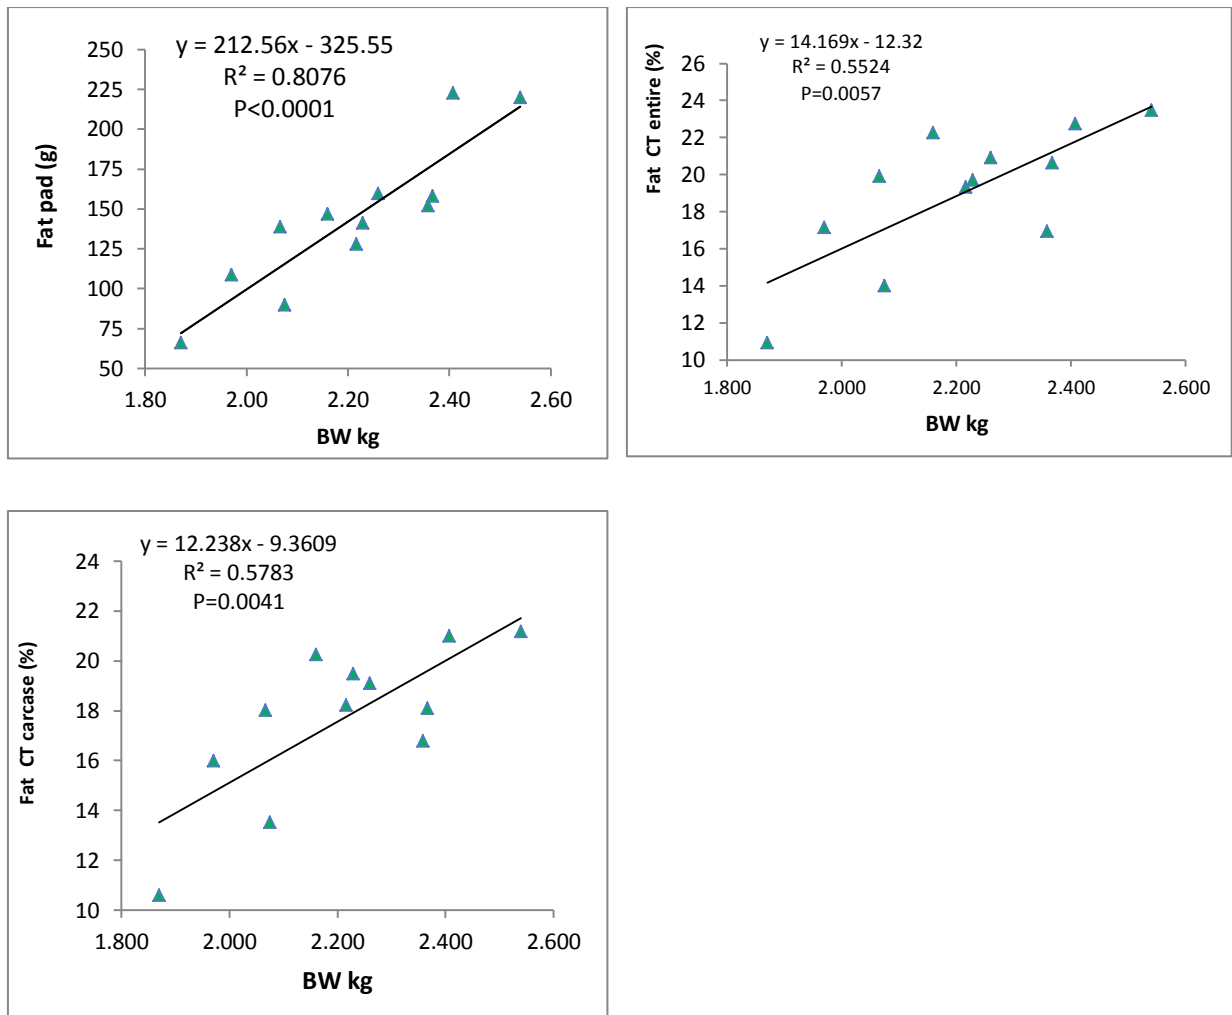 y = 212.56x - 325.55
R² = 0.8076
P<0.0001
Fat pad (g)
250
225
200
175
150
125
100
75
50
1.80 2.00 2.20 2.40 2.60
BW kg
y = 14.169x - 12.32
R² = 0.5524
P=0.0057
Fat CT entire (%)
26
24
22
20
18
16
14
12
10
1.800 2.000 2.200 2.400 2.600
BW kg
y = 12.238x - 9.3609
R² = 0.5783
P=0.0041
Fat CT carcase (%)
24
22
20
18
16
14
12
10
1.800 2.000 2.200 2.400 2.600
BW kg